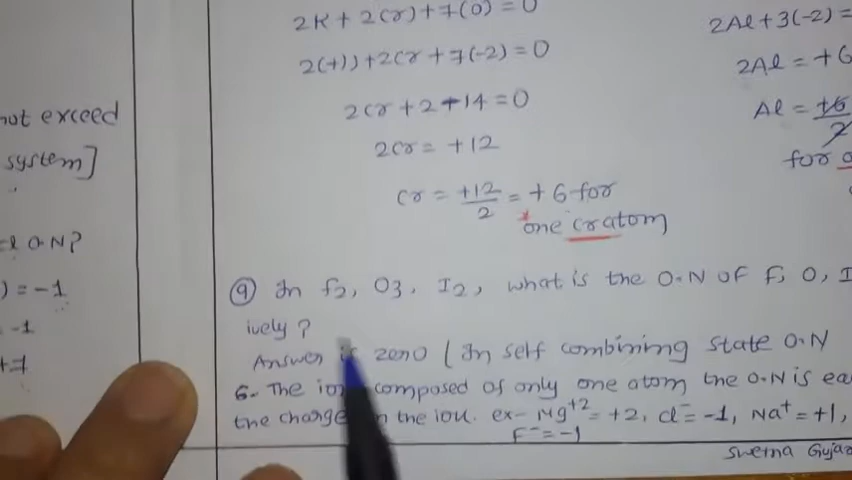 not exceed
system]
O.N?
) = -1
-1
+7
2K + 2(cr) + 7(0) = 0
2(+1) + 2cr + 7(-2) = 0
2cr + 2 - 14 = 0
2cr = +12
cr = +12/2 = +6 for
one cr atom
2Al + 3(-2) =
2Al = +6
Al = +6/2
for
9 In F2, O3, I2, what is the O.N OF F, O, I
ively?
Answer is zero (In self combining state O.N
6. The ion composed of only one atom the O.N is
the charge on the ion. ex- Mg+2 = +2, cl- = -1, Na+ = +1,
F- = -1
Swerna Gujar